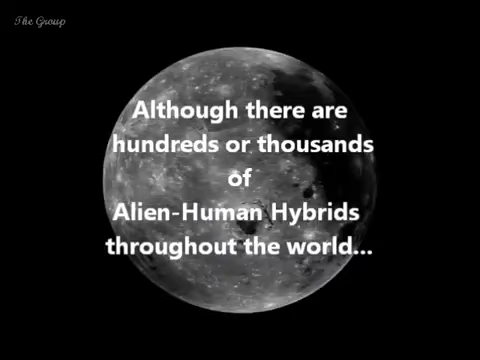 The Group
Although there are
hundreds or thousands
of
Alien-Human Hybrids
throughout the world...